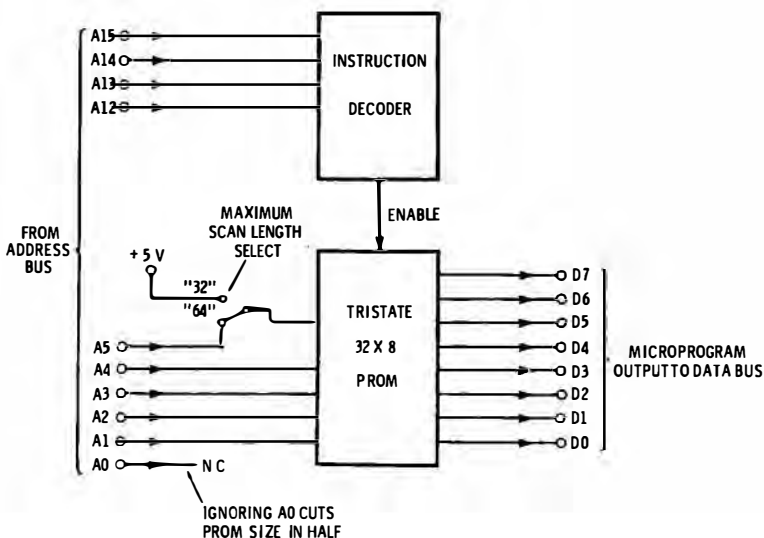 A15
A14
A13
A12
INSTRUCTION
DECODER
ENABLE
FROM
ADDRESS
BUS
MAXIMUM
SCAN LENGTH
SELECT
+ 5 V
"32"
"64"
A5
A4
A3
A2
A1
A0
NC
TRISTATE
32 X 8
PROM
D7
D6
D5
D4
D3
D2
D1
D0
MICROPROGRAM
OUTPUT TO DATA BUS
IGNORING A0 CUTS
PROM SIZE IN HALF